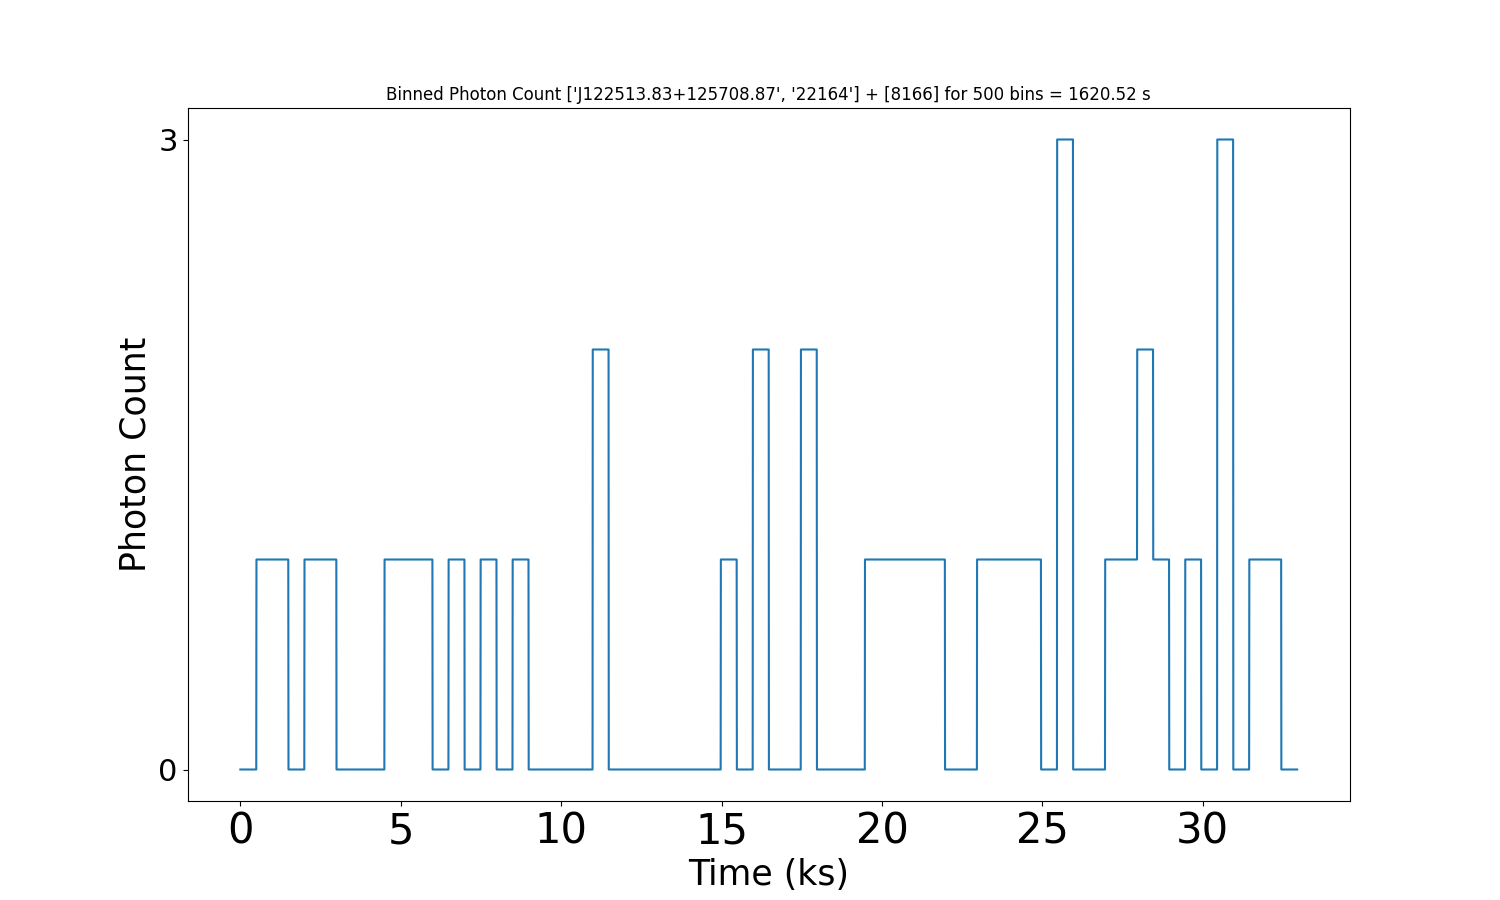 Binned Photon Count ['J122513.83+125708.87', '22164'] + [8166] for 500 bins = 1620.52 s
3
Photon Count
0
0 5 10 15 20 25 30
Time (ks)